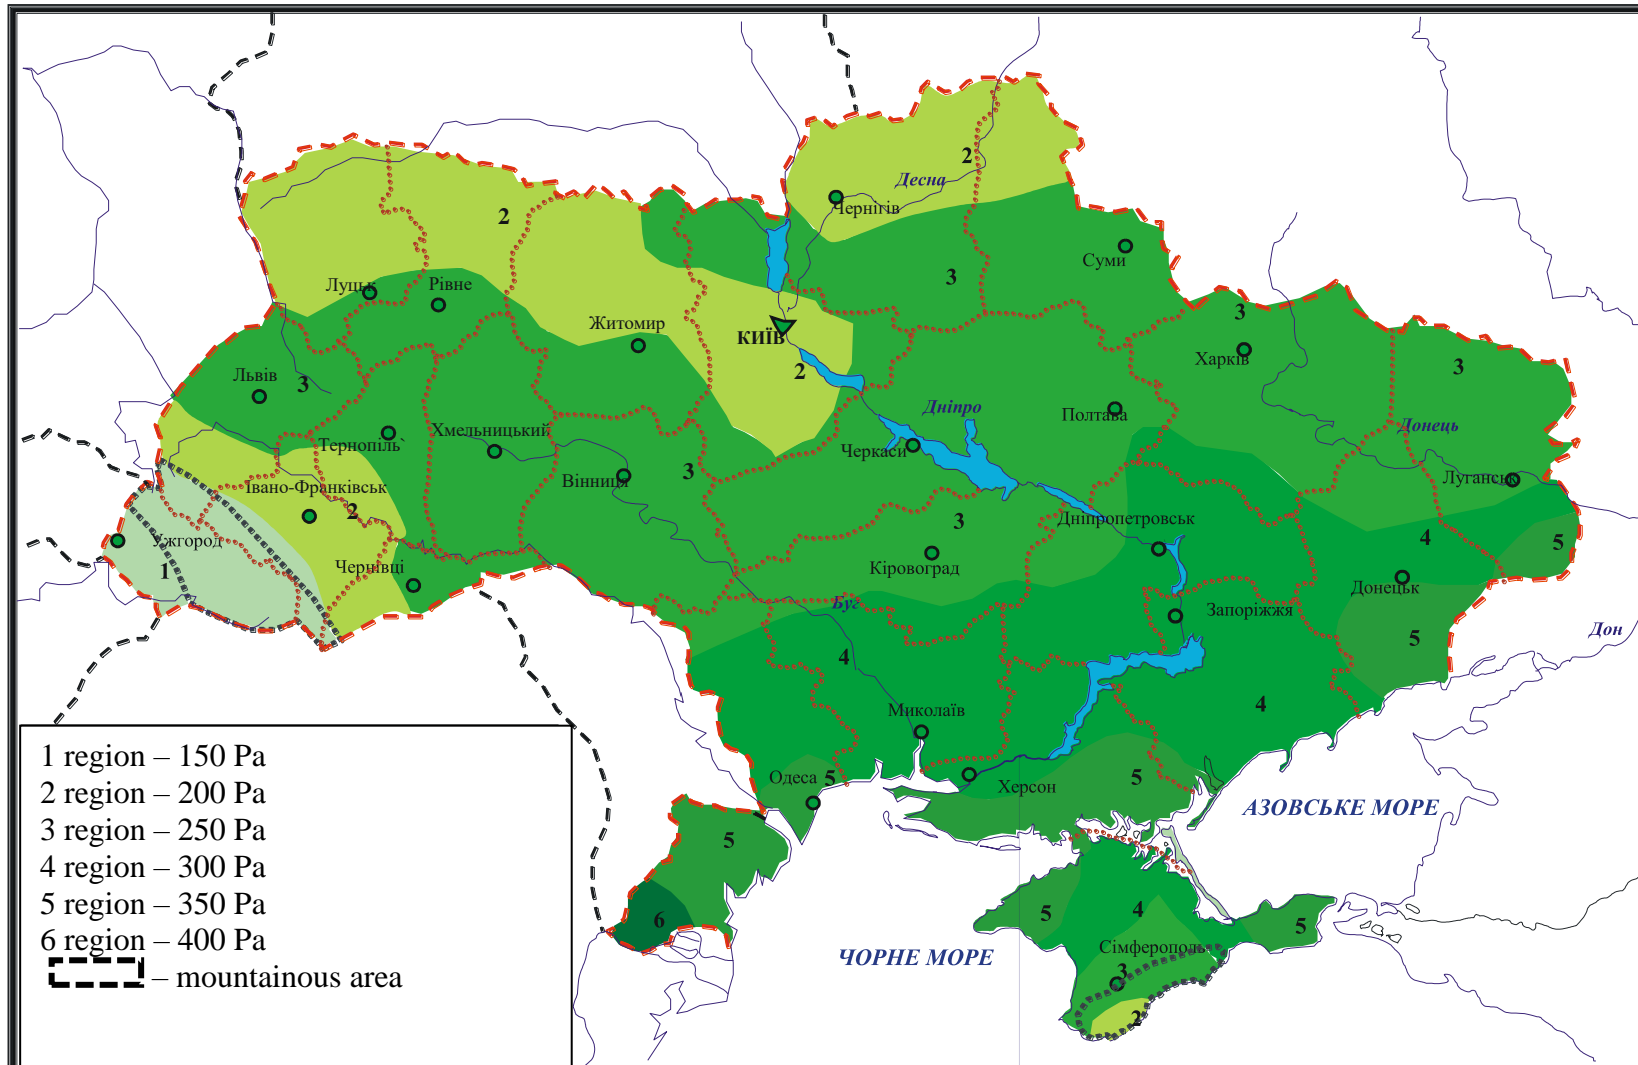 2
Десна
Чернігів
2
Суми
3
Луцьк
Рівне
3
Житомир
КИЇВ
2
Харків
3
Львів
3
Дніпро
Полтава
Донець
Хмельницький
Тернопіль`
Черкаси
3
Вінниця
Луганськ
Івано-Франківськ
2
3
Дніпропетровськ
Ужгород
4
5
1
Чернівці
Кіровоград
Донецьк
Буг
Запоріжжя
Дон
5
4
4
Миколаїв
1 region – 150 Pa
2 region – 200 Pa
3 region – 250 Pa
4 region – 300 Pa
5 region – 350 Pa
6 region – 400 Pa
– mountainous area
Одеса
5
Херсон
5
АЗОВСЬКЕ МОРЕ
5
6
5
4
5
Сімферополь
ЧОРНЕ МОРЕ
3
2